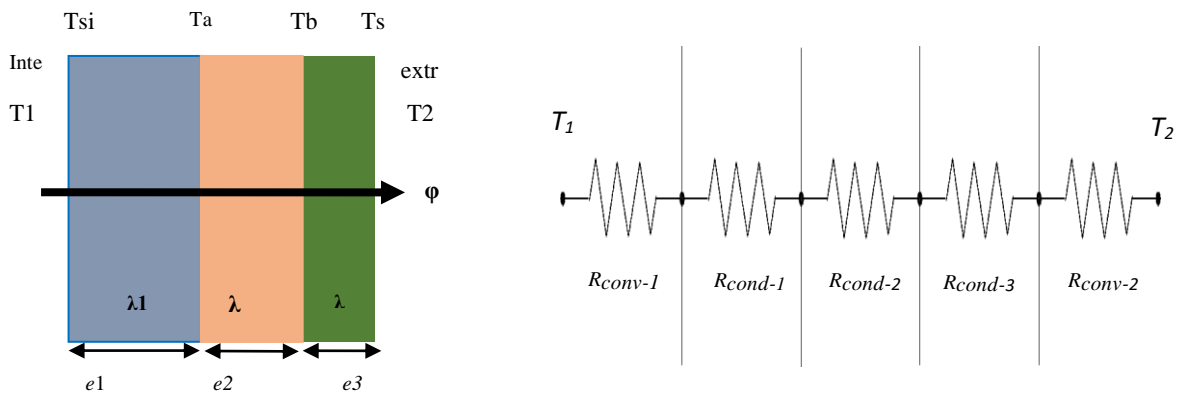 Tsi Ta Tb Ts
Inte extr
T1 T2
φ
λ1 λ λ
e1 e2 e3
T1 T2
Rconv-1 Rcond-1 Rcond-2 Rcond-3 Rconv-2